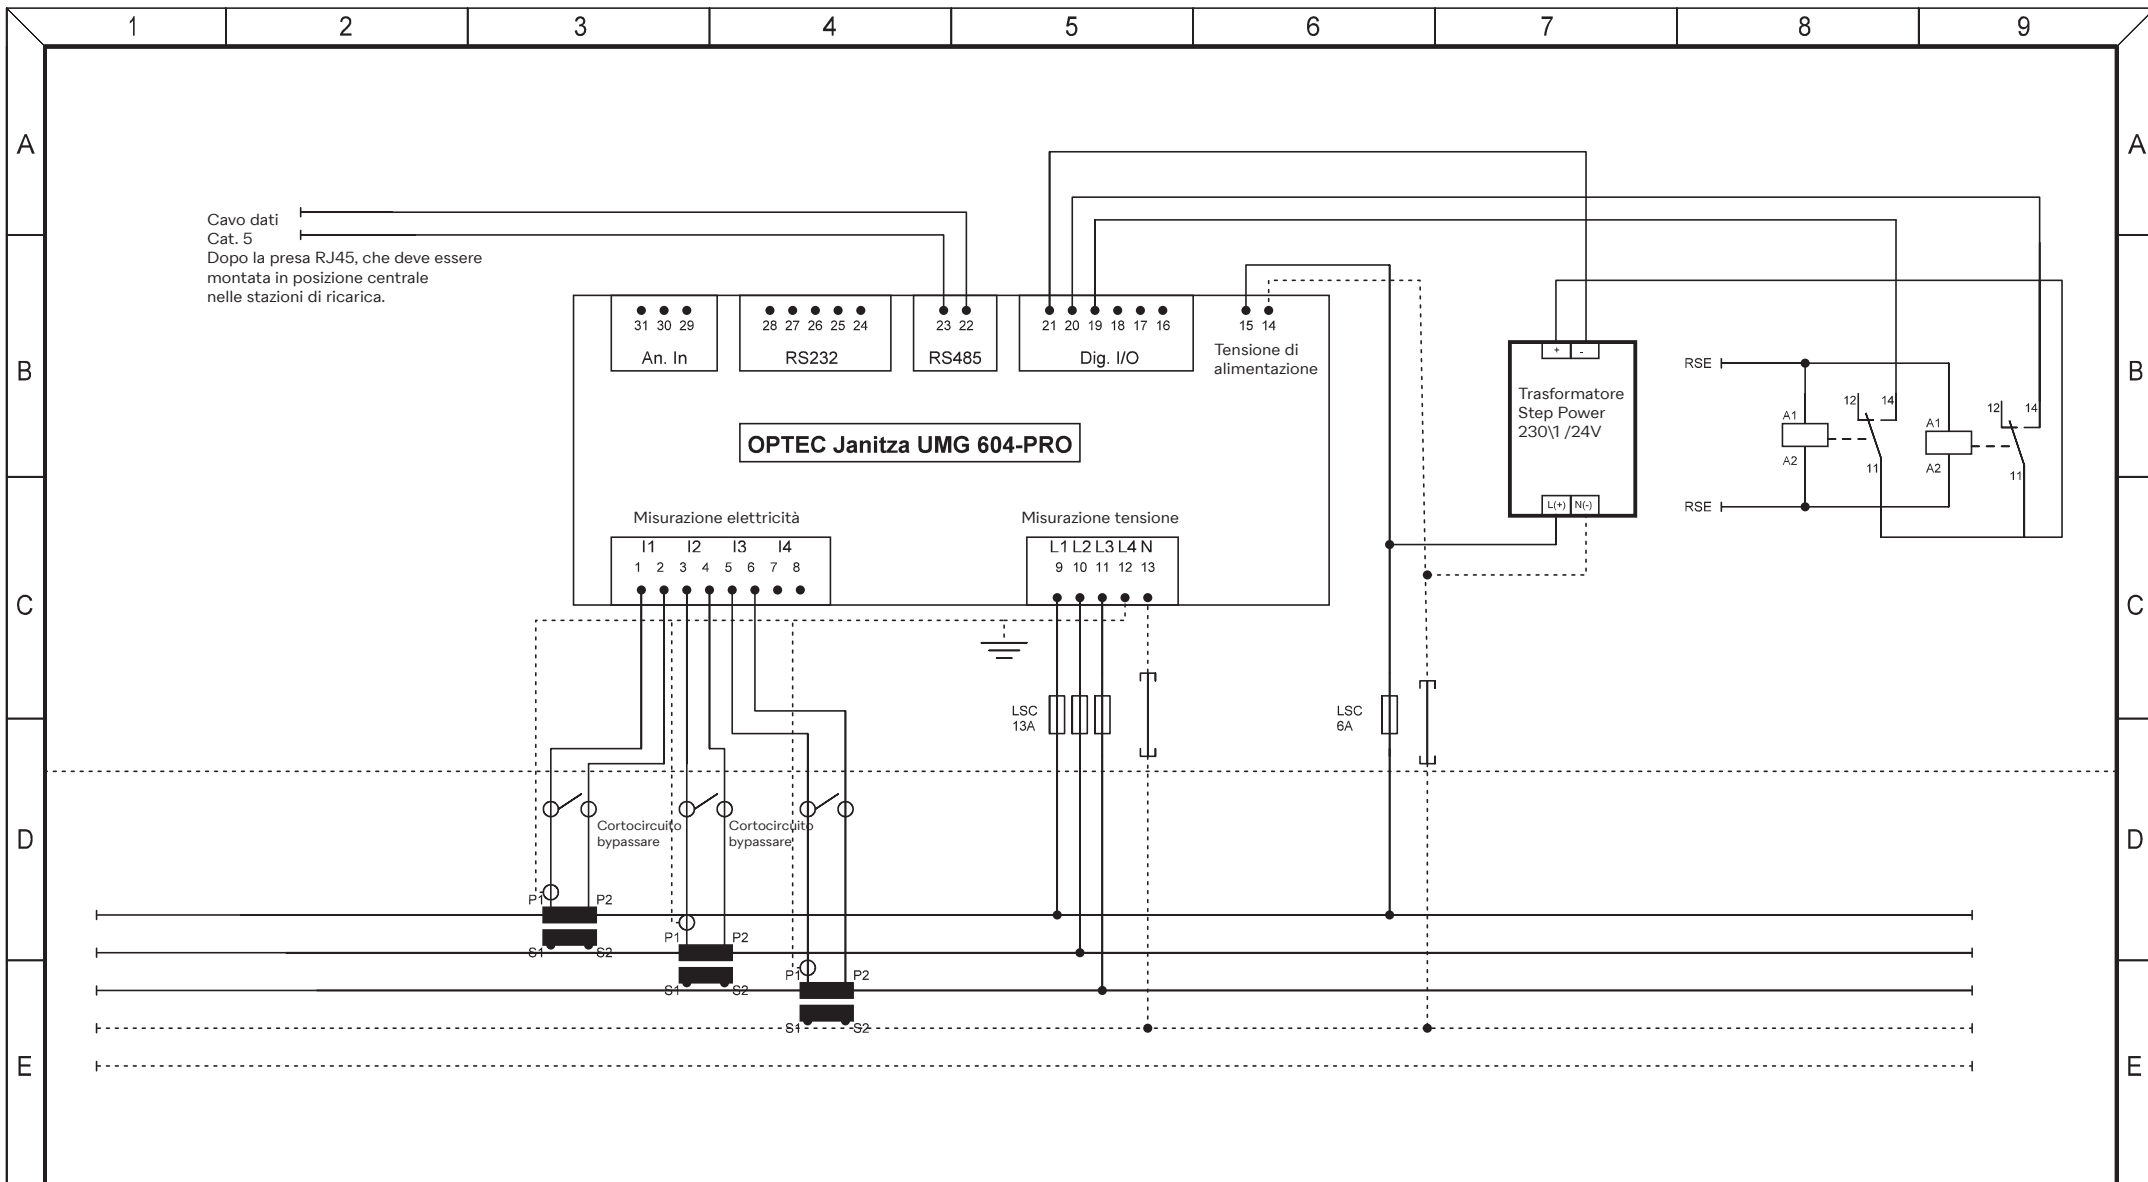 1 2 3 4 5 6 7 8 9
A A
Cavo dati
Cat. 5
Dopo la presa RJ45, che deve essere
montata in posizione centrale
nelle stazioni di ricarica.
31 30 29
An. In
28 27 26 25 24
RS232
23 22
RS485
21 20 19 18 17 16
Dig. I/O
15 14
Tensione di
alimentazione
B B
+ -
Trasformatore
Step Power
230\1 /24V
L(+) N(-)
RSE
A1
A2
12 14
11
A1
A2
12 14
11
RSE
OPTEC Janitza UMG 604-PRO
Misurazione elettricità
I1 I2 I3 I4
1 2 3 4 5 6 7 8
Misurazione tensione
L1 L2 L3 L4 N
9 10 11 12 13
C C
LSC
13A
LSC
6A
Cortocircuito
bypassare
Cortocircuito
bypassare
D D
P1 P2
S1 S2
P1 P2
S1 S2
P1 P2
S1 S2
E E